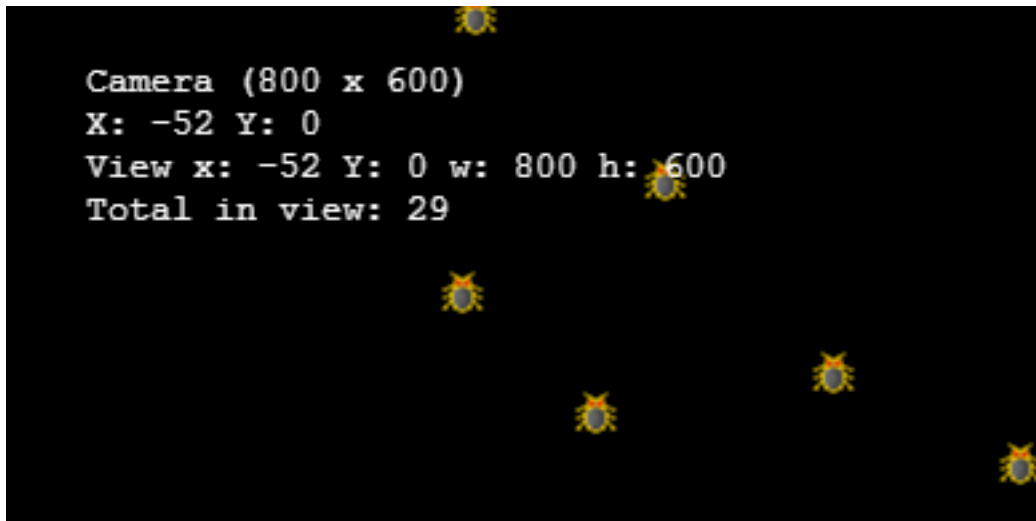 Camera (800 x 600)
X: -52 Y: 0
View x: -52 Y: 0 w: 800 h: 600
Total in view: 29